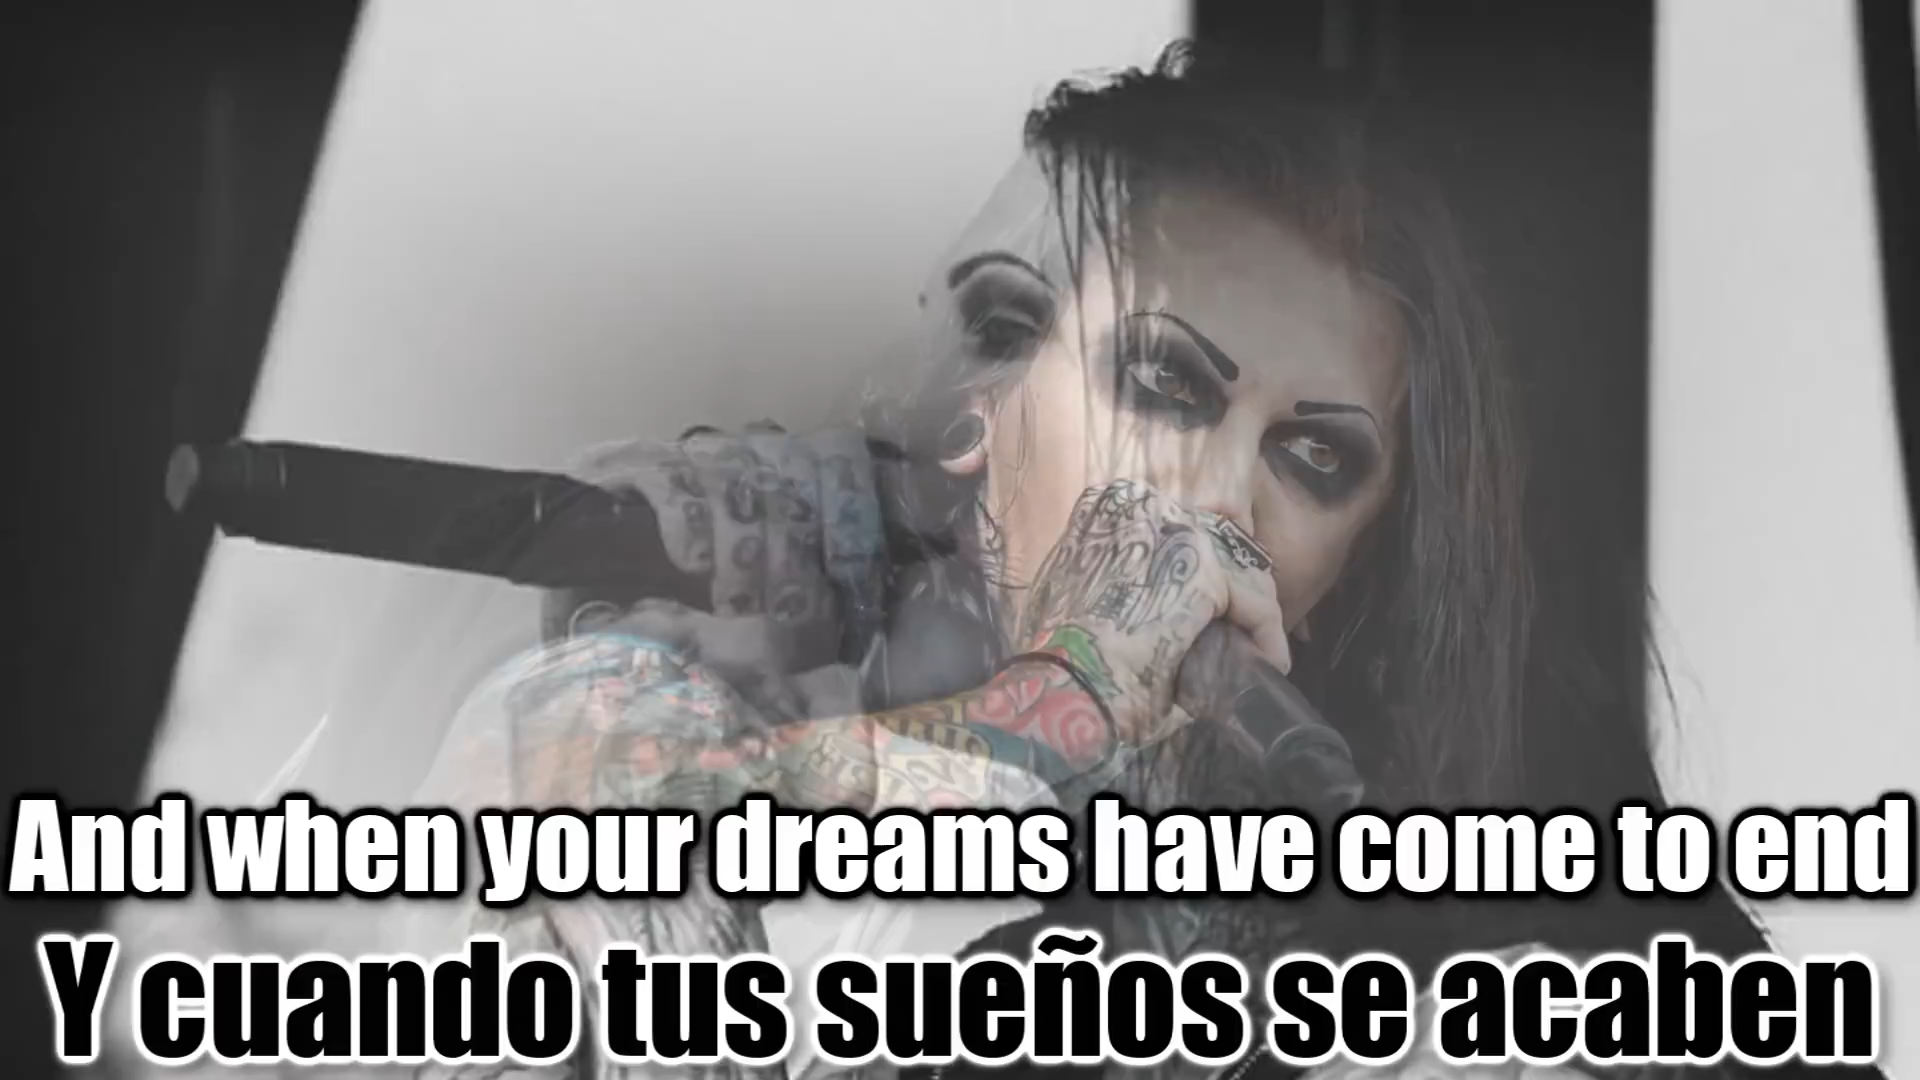 And when your dreams have come to end
Y cuando tus sueños se acaben